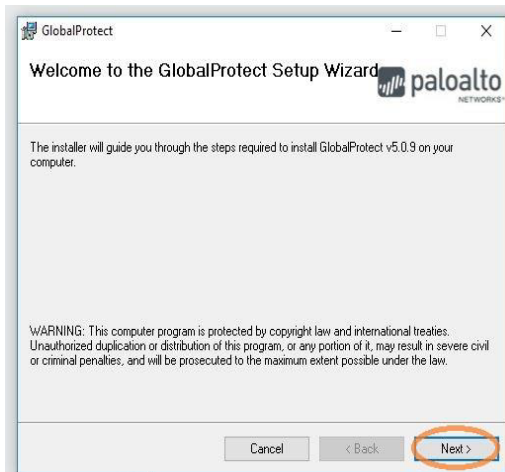 GlobalProtect
Welcome to the GlobalProtect Setup Wizard
paloalto
NETWORKS
The installer will guide you through the steps required to install GlobalProtect v5.0.9 on your
computer.
WARNING: This computer program is protected by copyright law and international treaties.
Unauthorized duplication or distribution of this program, or any portion of it, may result in severe civil
or criminal penalties, and will be prosecuted to the maximum extent possible under the law.
Cancel < Back Next >